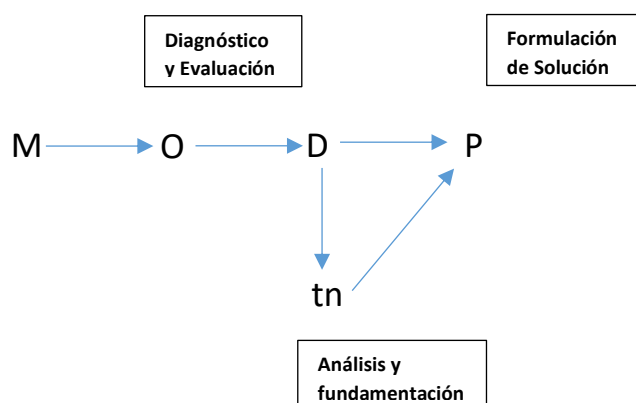 Diagnóstico
y Evaluación
Formulación
de Solución
M O D P
tn
Análisis y
fundamentación